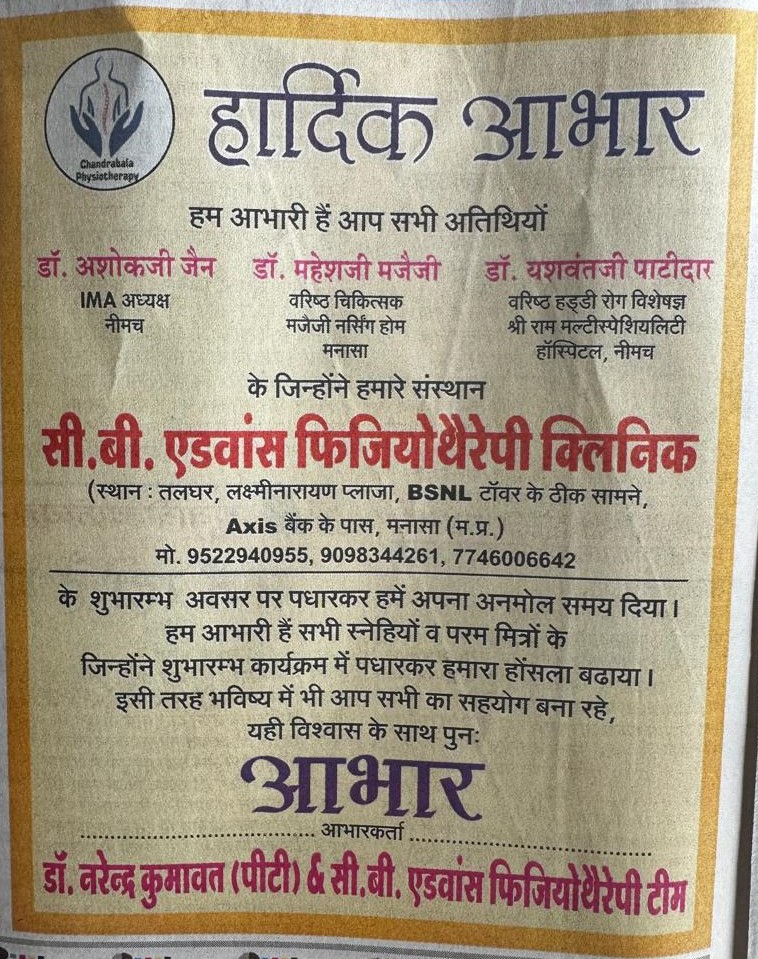 Chandrabala
Physiotherapy
हार्दिक आभार
हम आभारी हैं आप सभी अतिथियों
डॉ. अशोकजी जैन
IMA अध्यक्ष
नीमच
डॉ. महेशजी मजैजी
वरिष्ठ चिकित्सक
मजैजी नर्सिंग होम
मनासा
डॉ. यशवंतजी पाटीदार
वरिष्ठ हड्डी रोग विशेषज्ञ
श्री राम मल्टीस्पेशियलिटी
हॉस्पिटल, नीमच
के जिन्होंने हमारे संस्थान
सी.बी. एडवांस फिजियोथैरेपी क्लिनिक
(स्थान : तलघर, लक्ष्मीनारायण प्लाजा, BSNL टॉवर के ठीक सामने,
Axis बैंक के पास, मनासा (म.प्र.)
मो. 9522940955, 9098344261, 7746006642
के शुभारम्भ अवसर पर पधारकर हमें अपना अनमोल समय दिया।
हम आभारी हैं सभी स्नेहियों व परम मित्रों के
जिन्होंने शुभारम्भ कार्यक्रम में पधारकर हमारा होंसला बढाया।
इसी तरह भविष्य में भी आप सभी का सहयोग बना रहे,
यही विश्वास के साथ पुनः
आभार
आभारकर्ता
डॉ. नरेन्द्र कुमावत (पीटी) & सी.बी. एडवांस फिजियोथैरेपी टीम